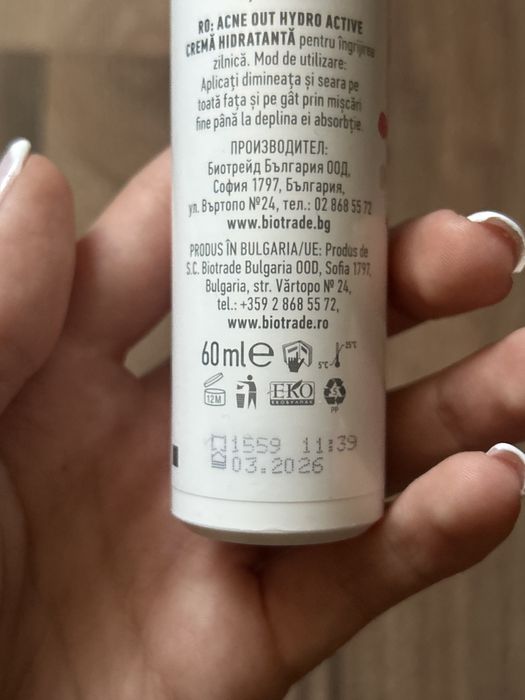 RO: ACNE OUT HYDRO ACTIVE
CREMĂ HIDRATANTĂ pentru îngrijirea
zilnică. Mod de utilizare:
Aplicați dimineața și seara pe
toată fața și pe gât prin mișcări
fine până la deplina ei absorbție.
ПРОИЗВОДИТЕЛ:
Биотрейд България ООД,
София 1797, България,
ул. Въртопо №24, тел.: 02 868 55 72
www.biotrade.bg
PRODUS ÎN BULGARIA/UE: Produs de
S.C. Biotrade Bulgaria OOD, Sofia 1797,
Bulgaria, str. Vărtopo № 24,
tel.: +359 2 868 55 72,
www.biotrade.ro
60 ml e 5°C 25°C
12M EKO ЕКОБУЛПАК PP
1559 11:39
03.2026